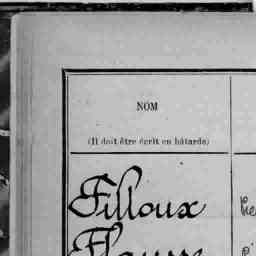 NOM
(Il doit être écrit en bâtarde)
Filloux